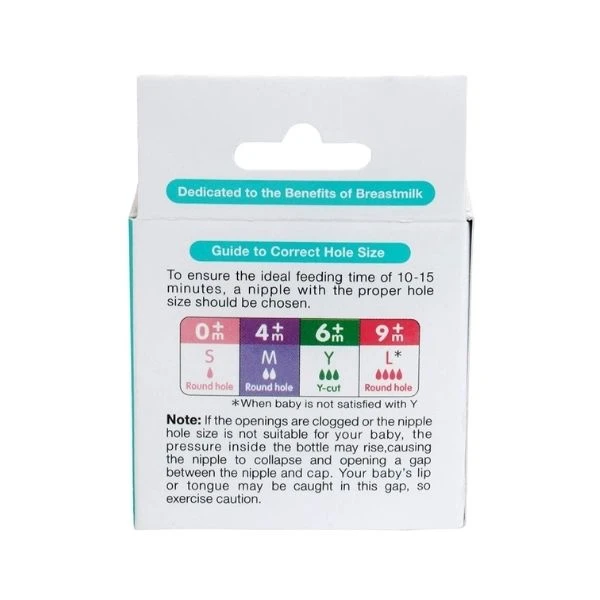 Dedicated to the Benefits of Breastmilk
Guide to Correct Hole Size
To ensure the ideal feeding time of 10-15
minutes, a nipple with the proper hole
size should be chosen.
0+m 4+m 6+m 9+m
S M Y L*
Round hole Round hole Y-cut Round hole
*When baby is not satisfied with Y
Note: If the openings are clogged or the nipple
hole size is not suitable for your baby, the
pressure inside the bottle may rise,causing
the nipple to collapse and opening a gap
between the nipple and cap. Your baby's lip
or tongue may be caught in this gap, so
exercise caution.